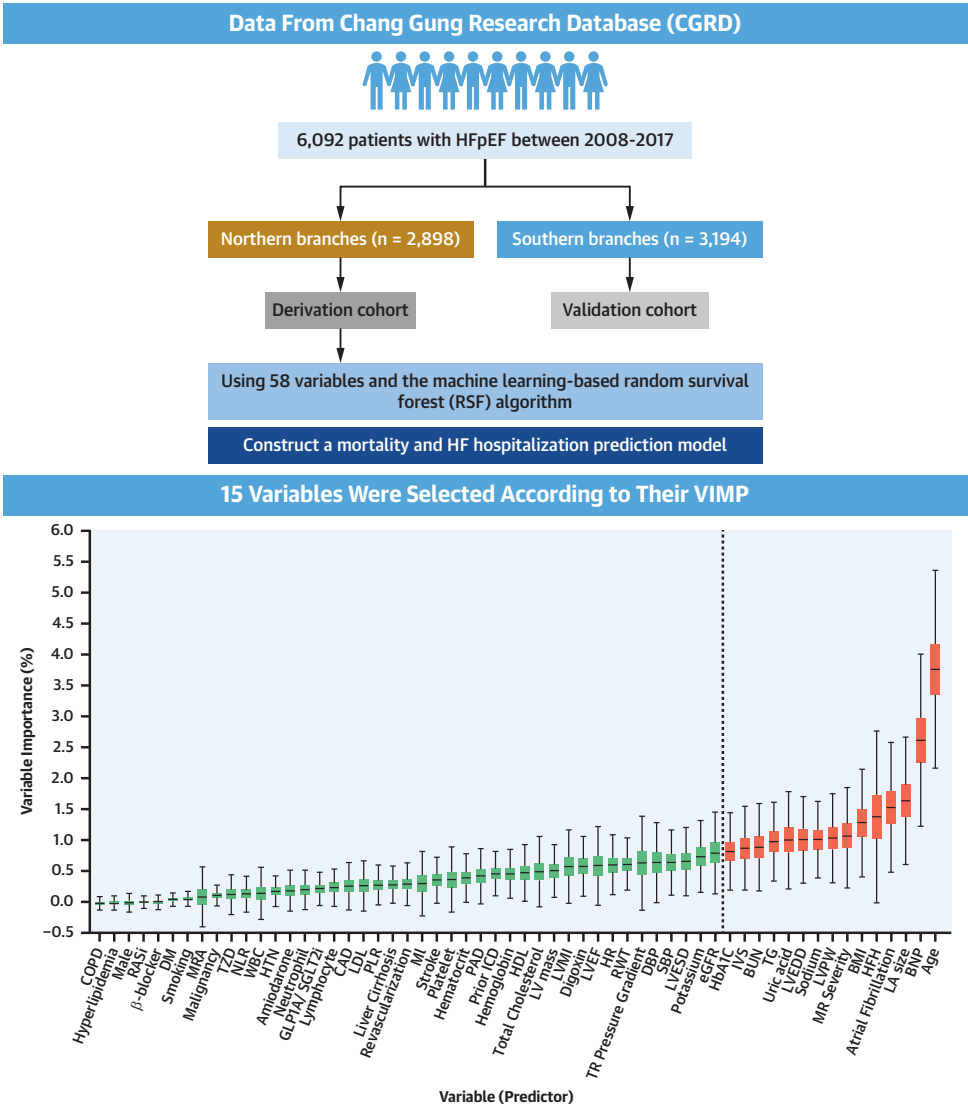 Data From Chang Gung Research Database (CGRD)
6,092 patients with HFpEF between 2008-2017
Northern branches (n = 2,898)
Southern branches (n = 3,194)
Derivation cohort
Validation cohort
Using 58 variables and the machine learning-based random survival
forest (RSF) algorithm
Construct a mortality and HF hospitalization prediction model
15 Variables Were Selected According to Their VIMP
Variable Importance (%)
6.0
5.5
5.0
4.5
4.0
3.5
3.0
2.5
2.0
1.5
1.0
0.5
0.0
−0.5
COPD
Hyperlipidemia
Male
RASi
β-blocker
DM
Smoking
MRA
Malignancy
TZD
NLR
WBC
HTN
Amiodarone
Neutrophil
GLP1A/ SGLT2i
Lymphocyte
CAD
LDL
PLR
Liver Cirrhosis
Revascularization
MI
Stroke
Platelet
Hematocrit
PAD
Prior ICD
Hemoglobin
HDL
Total Cholesterol
LV mass
LVMI
Digoxin
LVEF
HR
RWT
TR Pressure Gradient
DBP
SBP
LVESD
Potassium
eGFR
HbA1C
IVS
BUN
TG
Uric acid
LVEDD
Sodium
LVPW
MR Severity
BMI
HFH
Atrial Fibrillation
LA size
BNP
Age
Variable (Predictor)